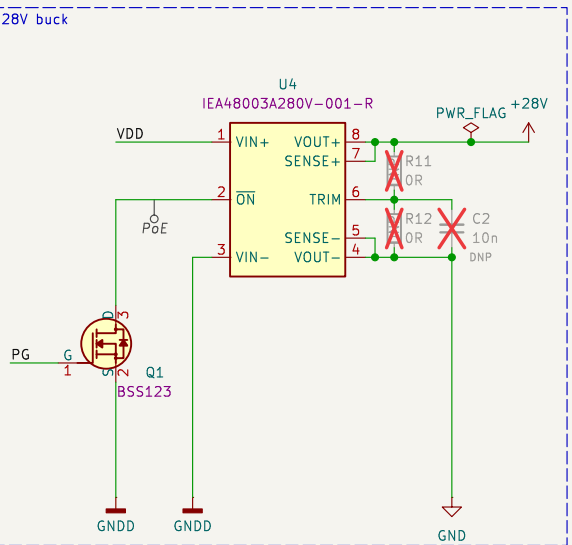 28V buck
U4
IEA48003A280V-001-R
PWR_FLAG +28V
VDD 1 VIN+ VOUT+ 8
SENSE+ 7 R11
0R
2 ON TRIM 6
PoE
R12 C2
SENSE- 5 0R 10n
3 VIN- VOUT- 4 DNP
D 3
PG G
1 S 2 Q1
BSS123
GNDD GNDD GND